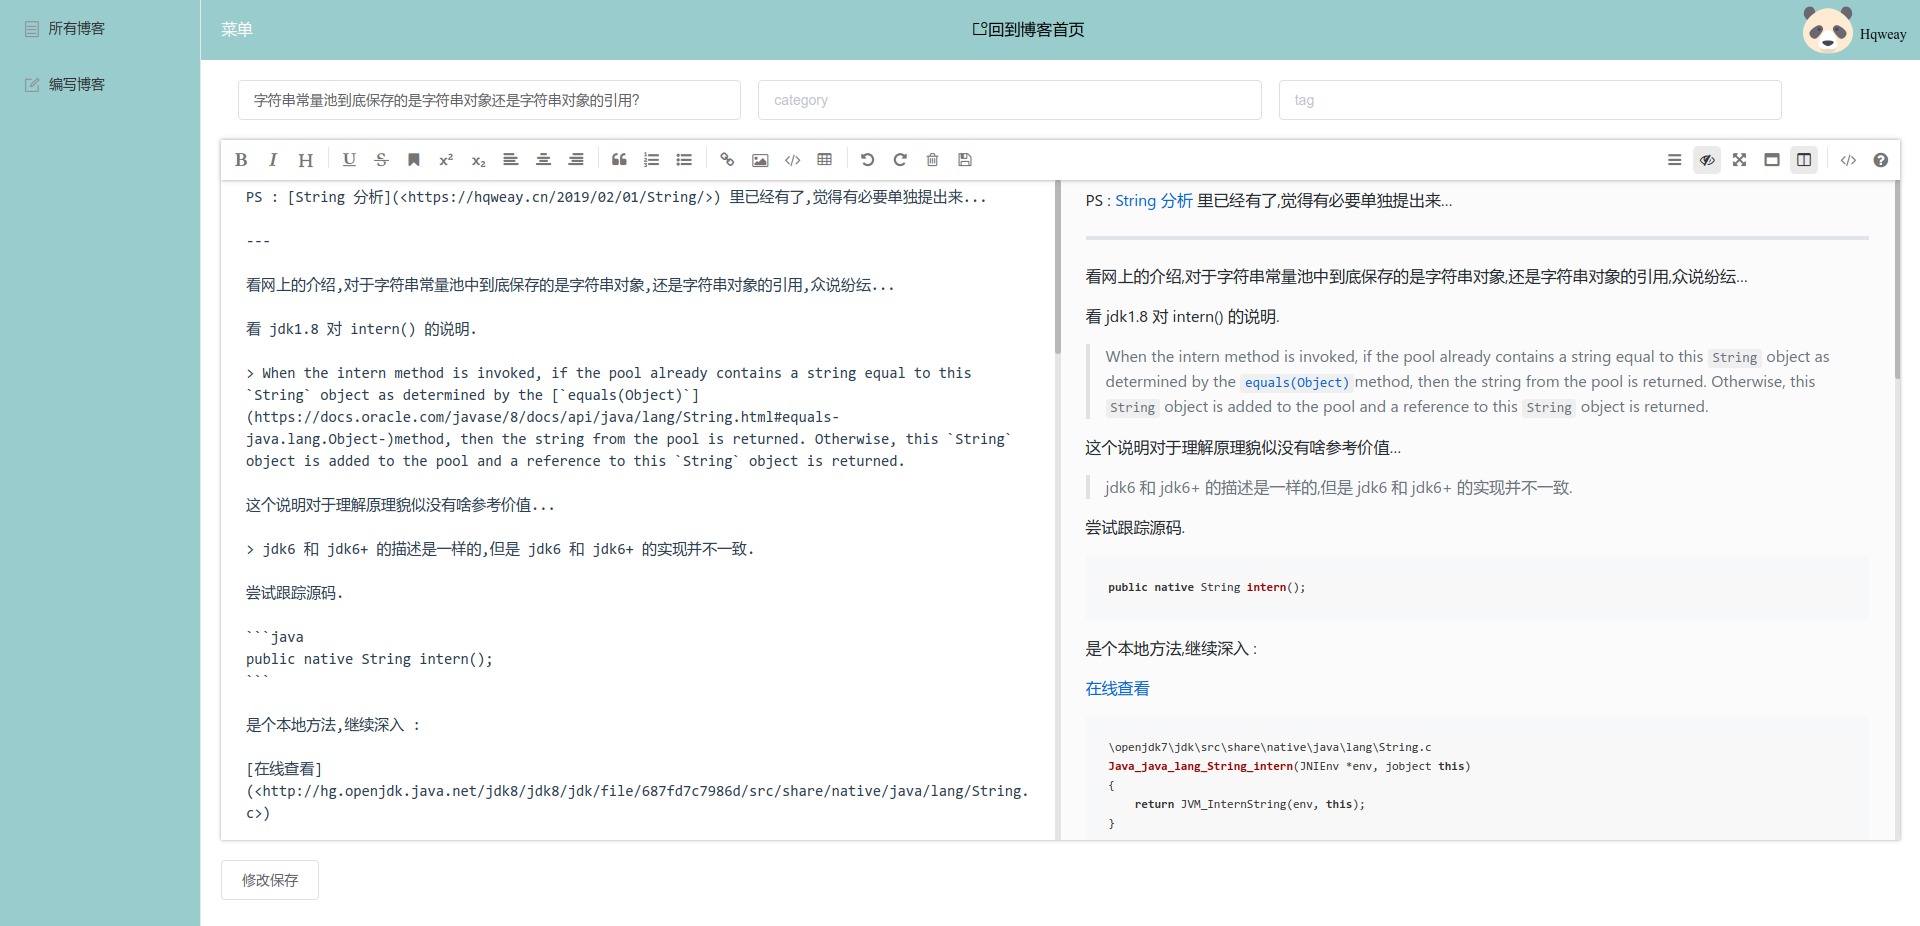 所有博客
编写博客
菜单
回到博客首页
Hqweay
字符串常量池到底保存的是字符串对象还是字符串对象的引用?
category
tag
PS : [String 分析](<https://hqweay.cn/2019/02/01/String/>) 里已经有了,觉得有必要单独提出来...
---
看网上的介绍,对于字符串常量池中到底保存的是字符串对象,还是字符串对象的引用,众说纷纭...
看 jdk1.8 对 intern() 的说明.
> When the intern method is invoked, if the pool already contains a string equal to this
`String` object as determined by the [`equals(Object)`]
(https://docs.oracle.com/javase/8/docs/api/java/lang/String.html#equals-
java.lang.Object-)method, then the string from the pool is returned. Otherwise, this `String`
object is added to the pool and a reference to this `String` object is returned.
这个说明对于理解原理貌似没有啥参考价值...
> jdk6 和 jdk6+ 的描述是一样的,但是 jdk6 和 jdk6+ 的实现并不一致.
尝试跟踪源码.
```java
public native String intern();
```
是个本地方法,继续深入 :
[在线查看]
(<http://hg.openjdk.java.net/jdk8/jdk8/jdk/file/687fd7c7986d/src/share/native/java/lang/String.
c>)
PS : String 分析 里已经有了,觉得有必要单独提出来...
看网上的介绍,对于字符串常量池中到底保存的是字符串对象,还是字符串对象的引用,众说纷纭...
看 jdk1.8 对 intern() 的说明.
When the intern method is invoked, if the pool already contains a string equal to this String object as
determined by the equals(Object) method, then the string from the pool is returned. Otherwise, this
String object is added to the pool and a reference to this String object is returned.
这个说明对于理解原理貌似没有啥参考价值...
jdk6 和 jdk6+ 的描述是一样的,但是 jdk6 和 jdk6+ 的实现并不一致.
尝试跟踪源码.
public native String intern();
是个本地方法,继续深入 :
在线查看
\openjdk7\jdk\src\share\native\java\lang\String.c
Java_java_lang_String_intern(JNIEnv *env, jobject this)
{
    return JVM_InternString(env, this);
}
修改保存